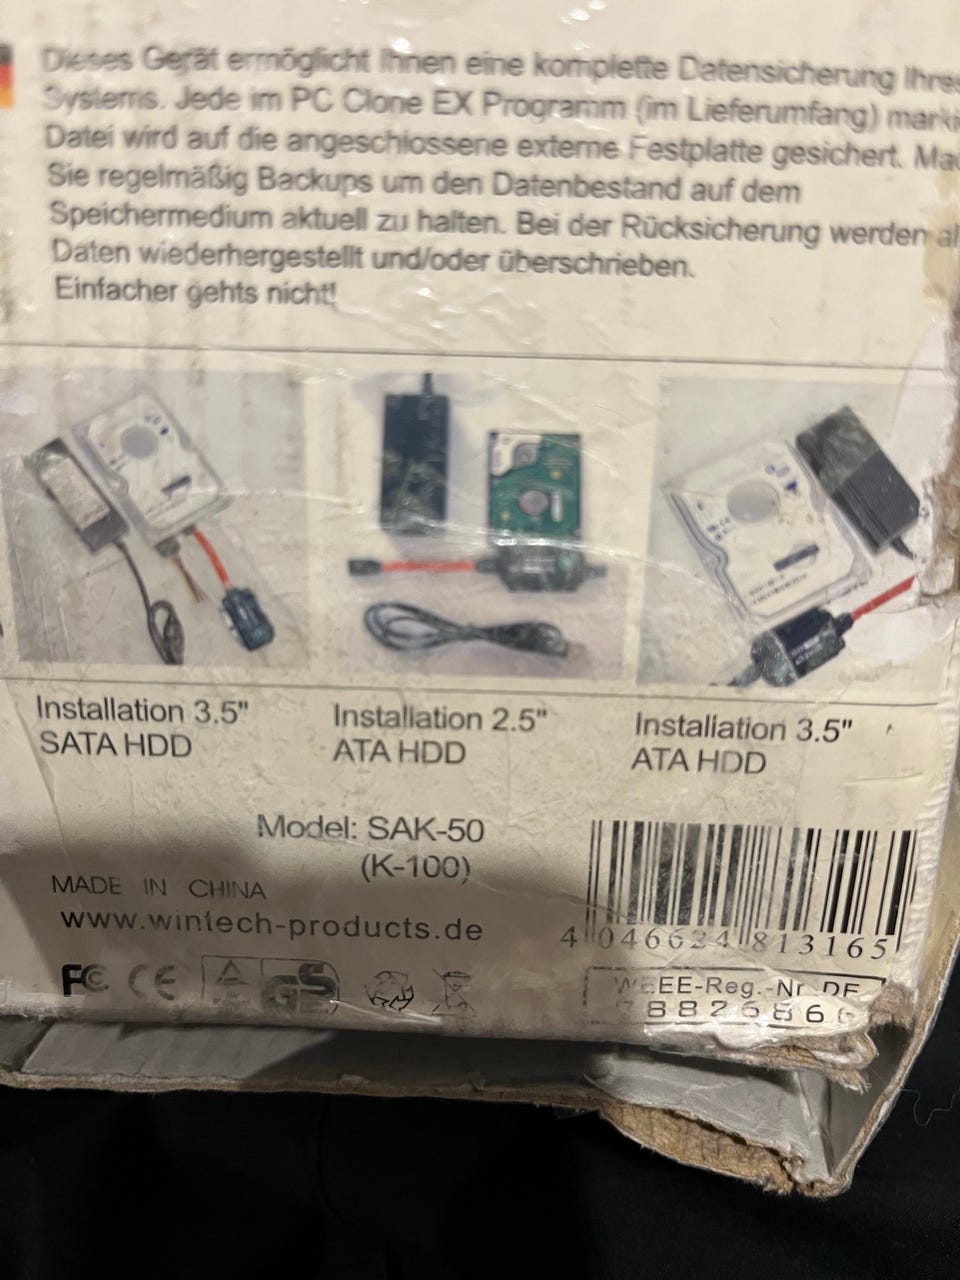 Dieses Gerät ermöglicht Ihnen eine komplette Datensicherung Ihres
Systems. Jede im PC Clone EX Programm (im Lieferumfang)
Datei wird auf die angeschlossene externe Festplatte gesichert.
Sie regelmäßig Backups um den Datenbestand auf dem
Speichermedium aktuell zu halten. Bei der Rücksicherung werden
Daten wiederhergestellt und/oder überschrieben.
Einfacher gehts nicht!
Installation 3.5"
SATA HDD
Installation 2.5"
ATA HDD
Installation 3.5"
ATA HDD
Model: SAK-50
(K-100)
MADE IN CHINA
www.wintech-products.de
4 046624 813165
FC CE GS
WEEE-Reg.-Nr. DE